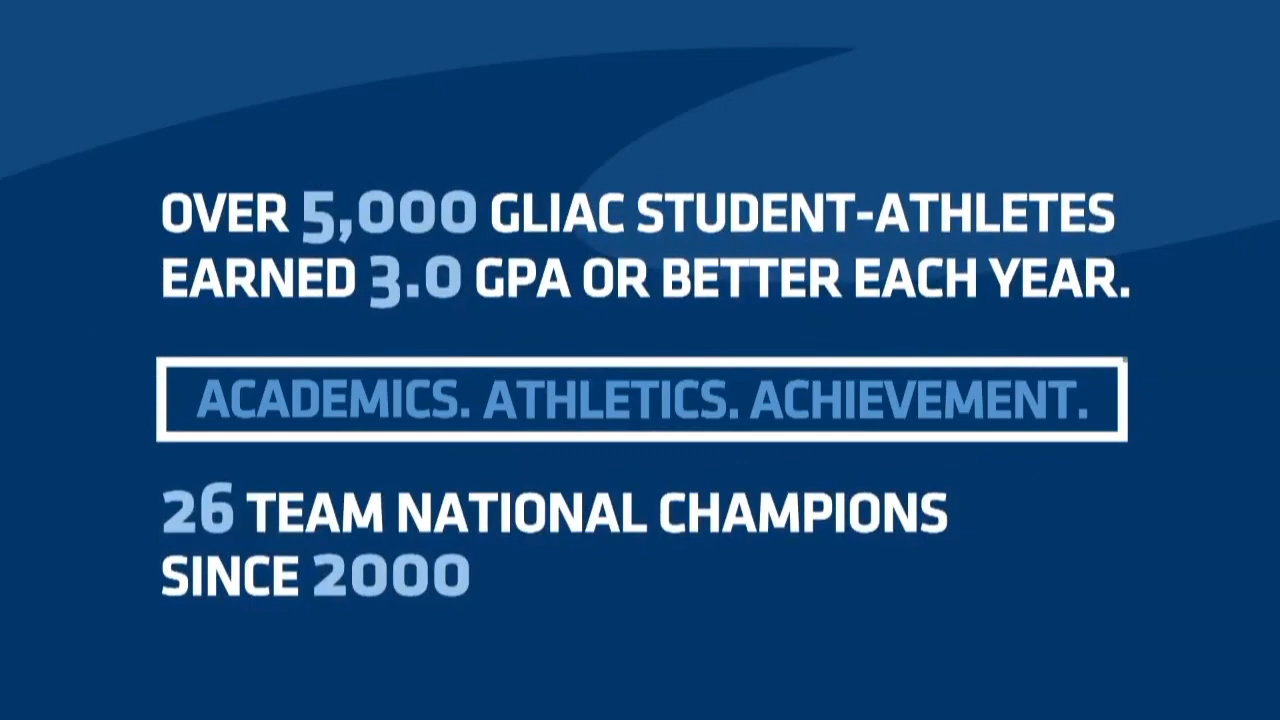 OVER 5,000 GLIAC STUDENT-ATHLETES
EARNED 3.0 GPA OR BETTER EACH YEAR.
ACADEMICS. ATHLETICS. ACHIEVEMENT.
26 TEAM NATIONAL CHAMPIONS
SINCE 2000